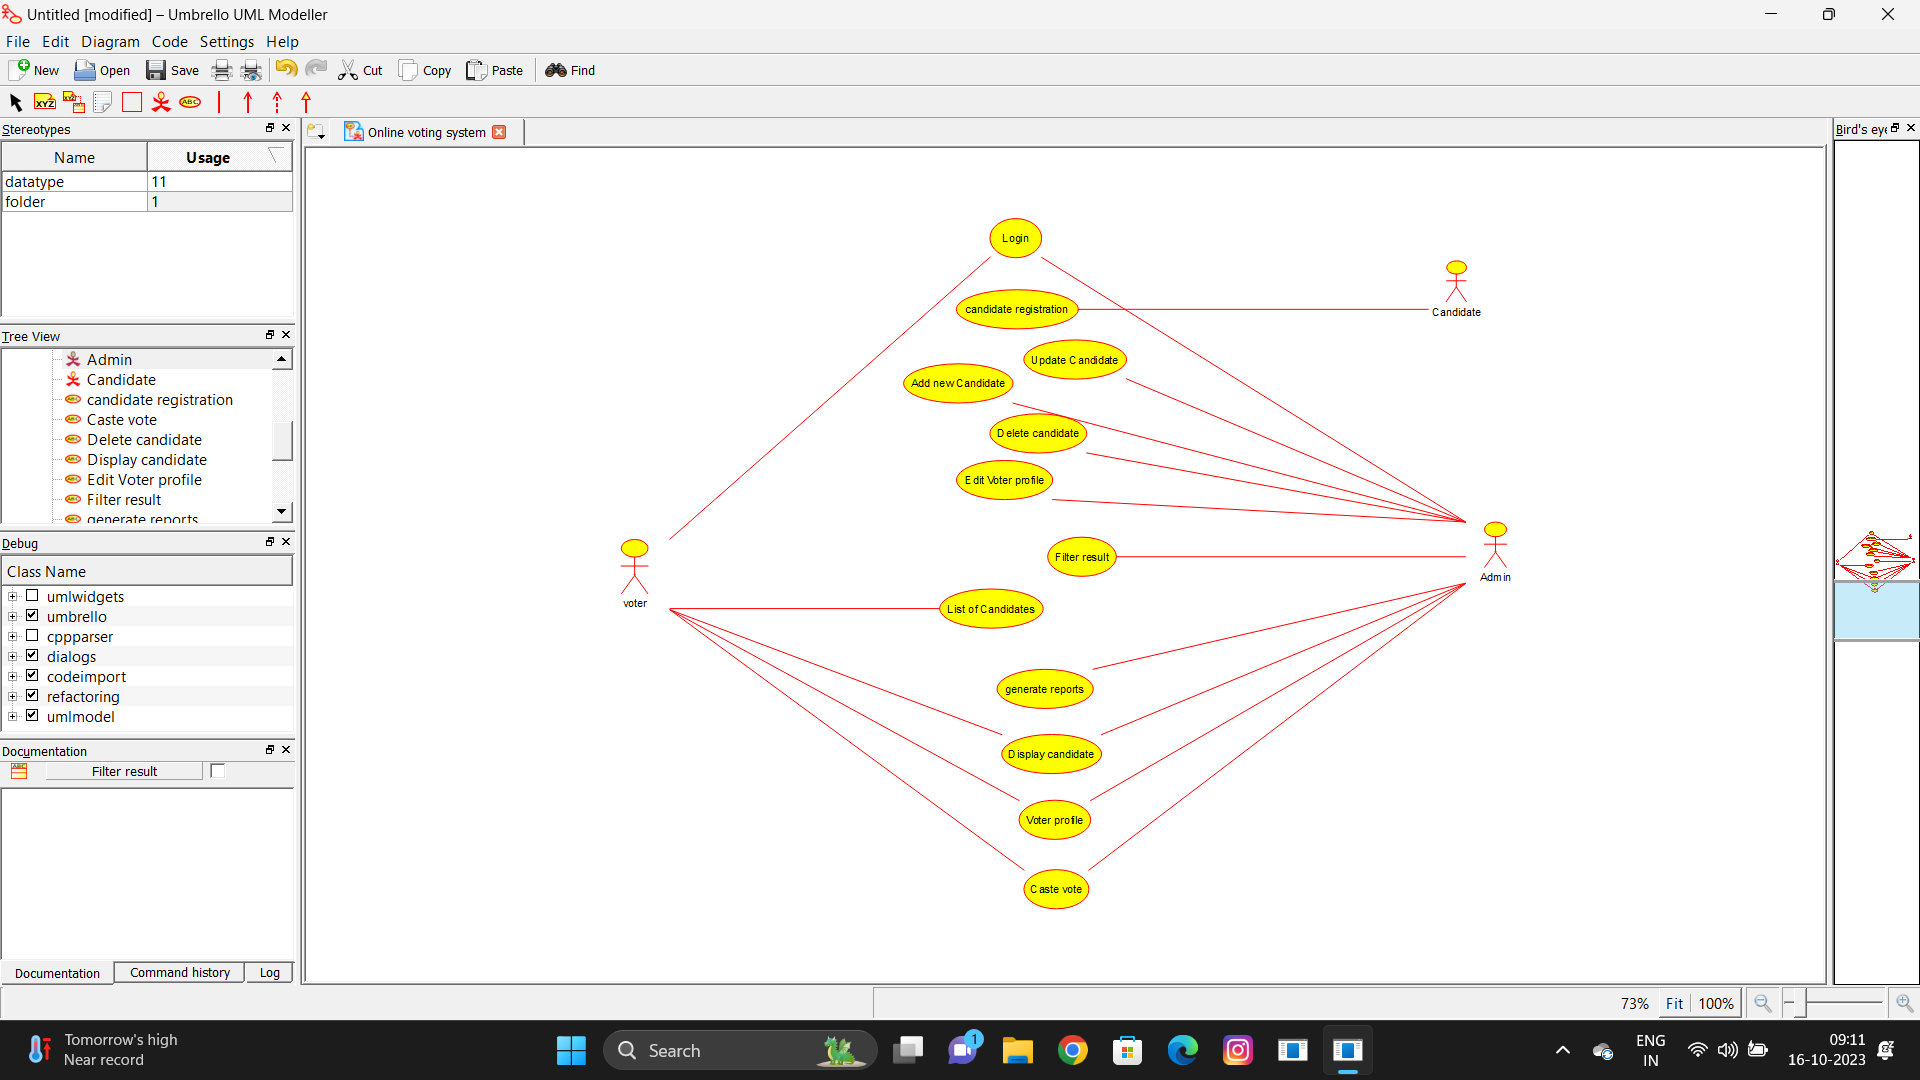 Untitled [modified] – Umbrello UML Modeller
File Edit Diagram Code Settings Help
New Open Save Cut Copy Paste Find
XYZ XYZ ABC
Stereotypes
Name Usage
datatype 11
folder 1
Tree View
Admin
Candidate
candidate registration
Caste vote
Delete candidate
Display candidate
Edit Voter profile
Filter result
generate reports
Debug
Class Name
umlwidgets
umbrello
cppparser
dialogs
codeimport
refactoring
umlmodel
Documentation
ABC Filter result
Documentation Command history Log
Online voting system
Login
candidate registration
Candidate
Update Candidate
Add new Candidate
Delete candidate
Edit Voter profile
Filter result
Admin
voter
List of Candidates
generate reports
Display candidate
Voter profile
Caste vote
Bird's eye
73% Fit 100%
Tomorrow's high
Near record
Search
1
ENG
IN
09:11
16-10-2023